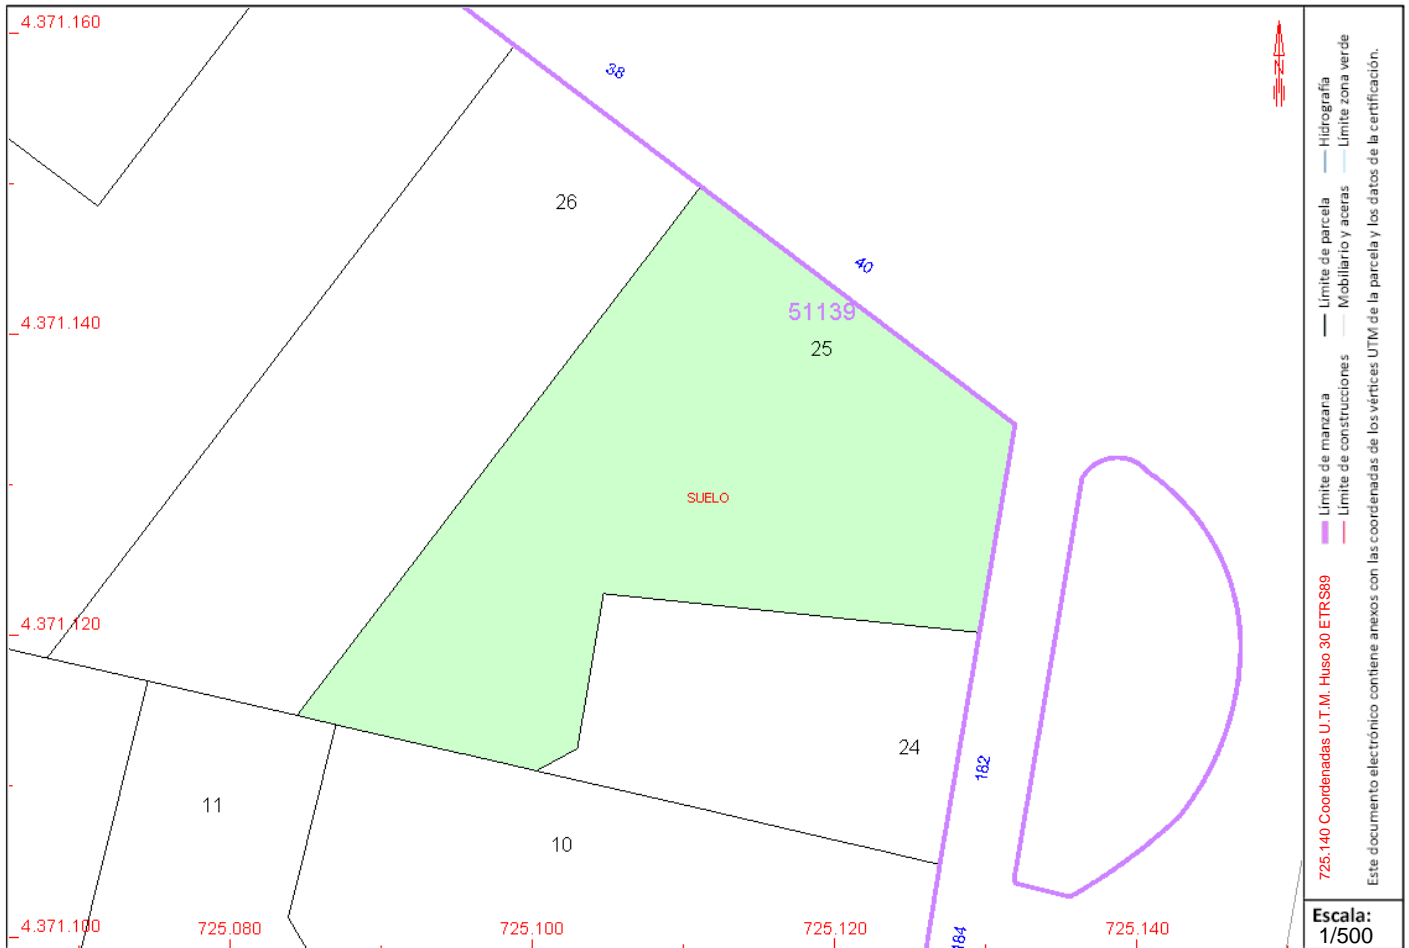 4.371.160
38
26
40
4.371.140
51139
25
SUELO
4.371.120
24
182
11
10
4.371.100
725.080
725.100
725.120
725.140
184
N
Límite de manzana
Límite de parcela
Hidrografía
Límite de construcciones
Mobiliario y aceras
Límite zona verde
725.140 Coordenadas U.T.M. Huso 30 ETRS89
Este documento electrónico contiene anexos con las coordenadas de los vértices UTM de la parcela y los datos de la certificación.
Escala:
1/500